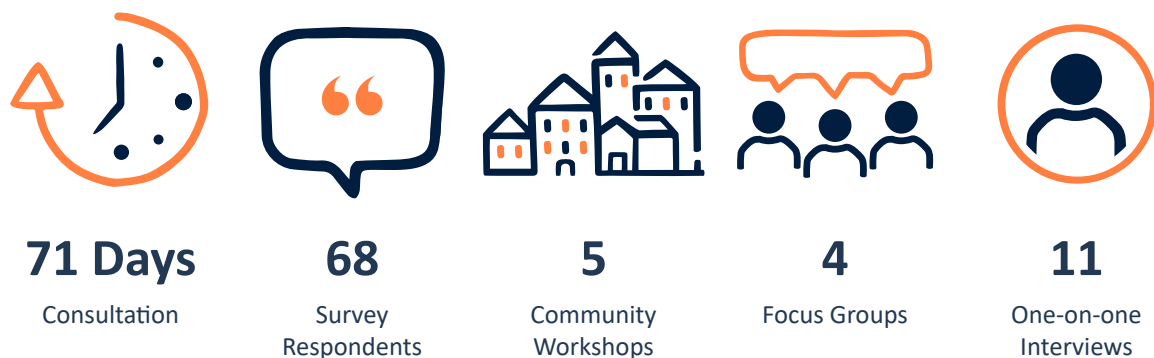 71 Days
Consultation
68
Survey
Respondents
5
Community
Workshops
4
Focus Groups
11
One-on-one
Interviews